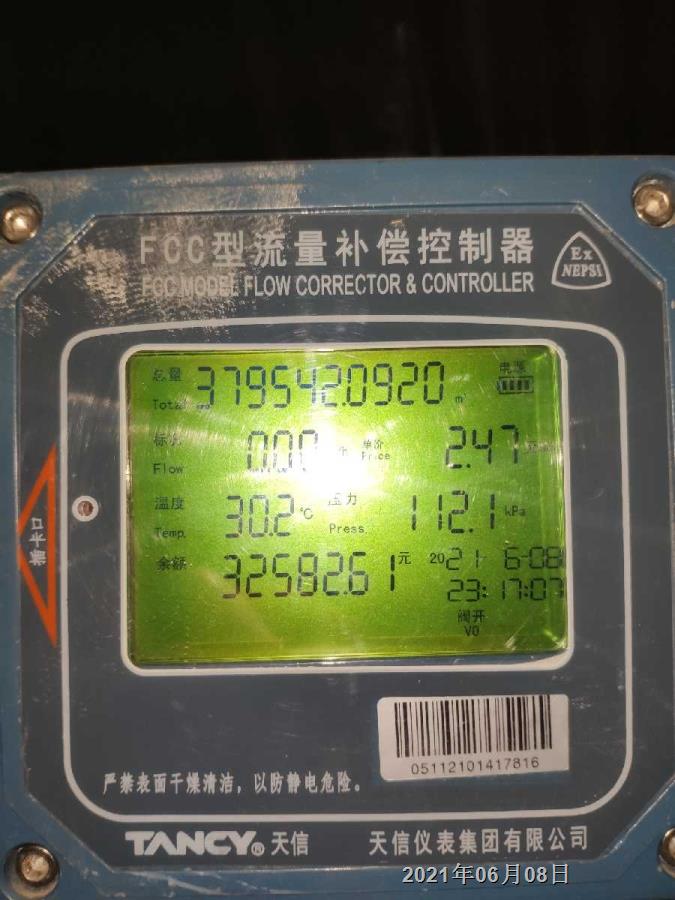 FCC型流量补偿控制器
FCC MODEL FLOW CORRECTOR & CONTROLLER
Ex
NEPSI
总量
Total
379542.0920
m³
电源
标况
Flow
0.00
单价
Price
2.47
温度
Temp.
30.2 ℃
压力
Press.
112.1 kPa
余额
32582.61 元
2021- 6-08
23:17:07
阀开
V0
插卡口
05112101417816
严禁表面干燥清洁，以防静电危险。
TANCY® 天信
天信仪表集团有限公司
2021年06月08日